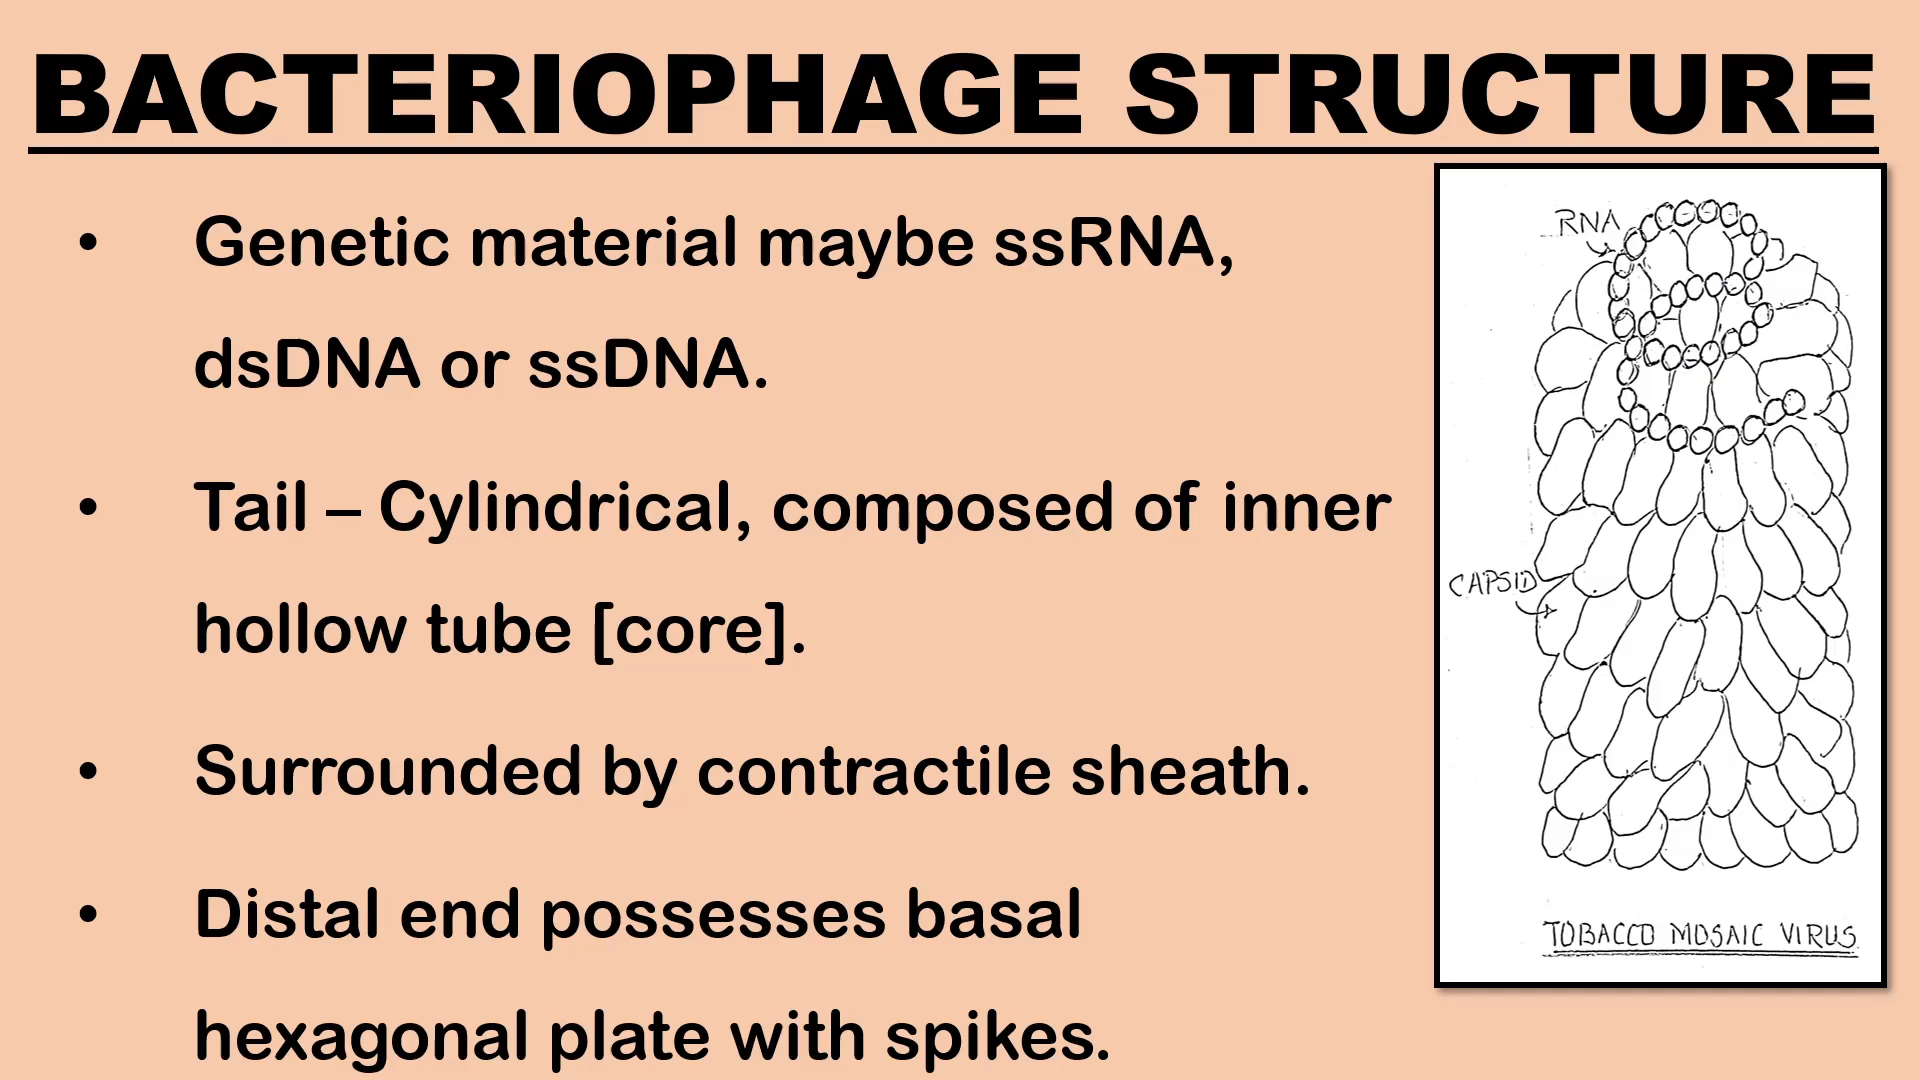 BACTERIOPHAGE STRUCTURE
• Genetic material maybe ssRNA,
dsDNA or ssDNA.
• Tail – Cylindrical, composed of inner
hollow tube [core].
• Surrounded by contractile sheath.
• Distal end possesses basal
hexagonal plate with spikes.
RNA
CAPSID
TOBACCO MOSAIC VIRUS